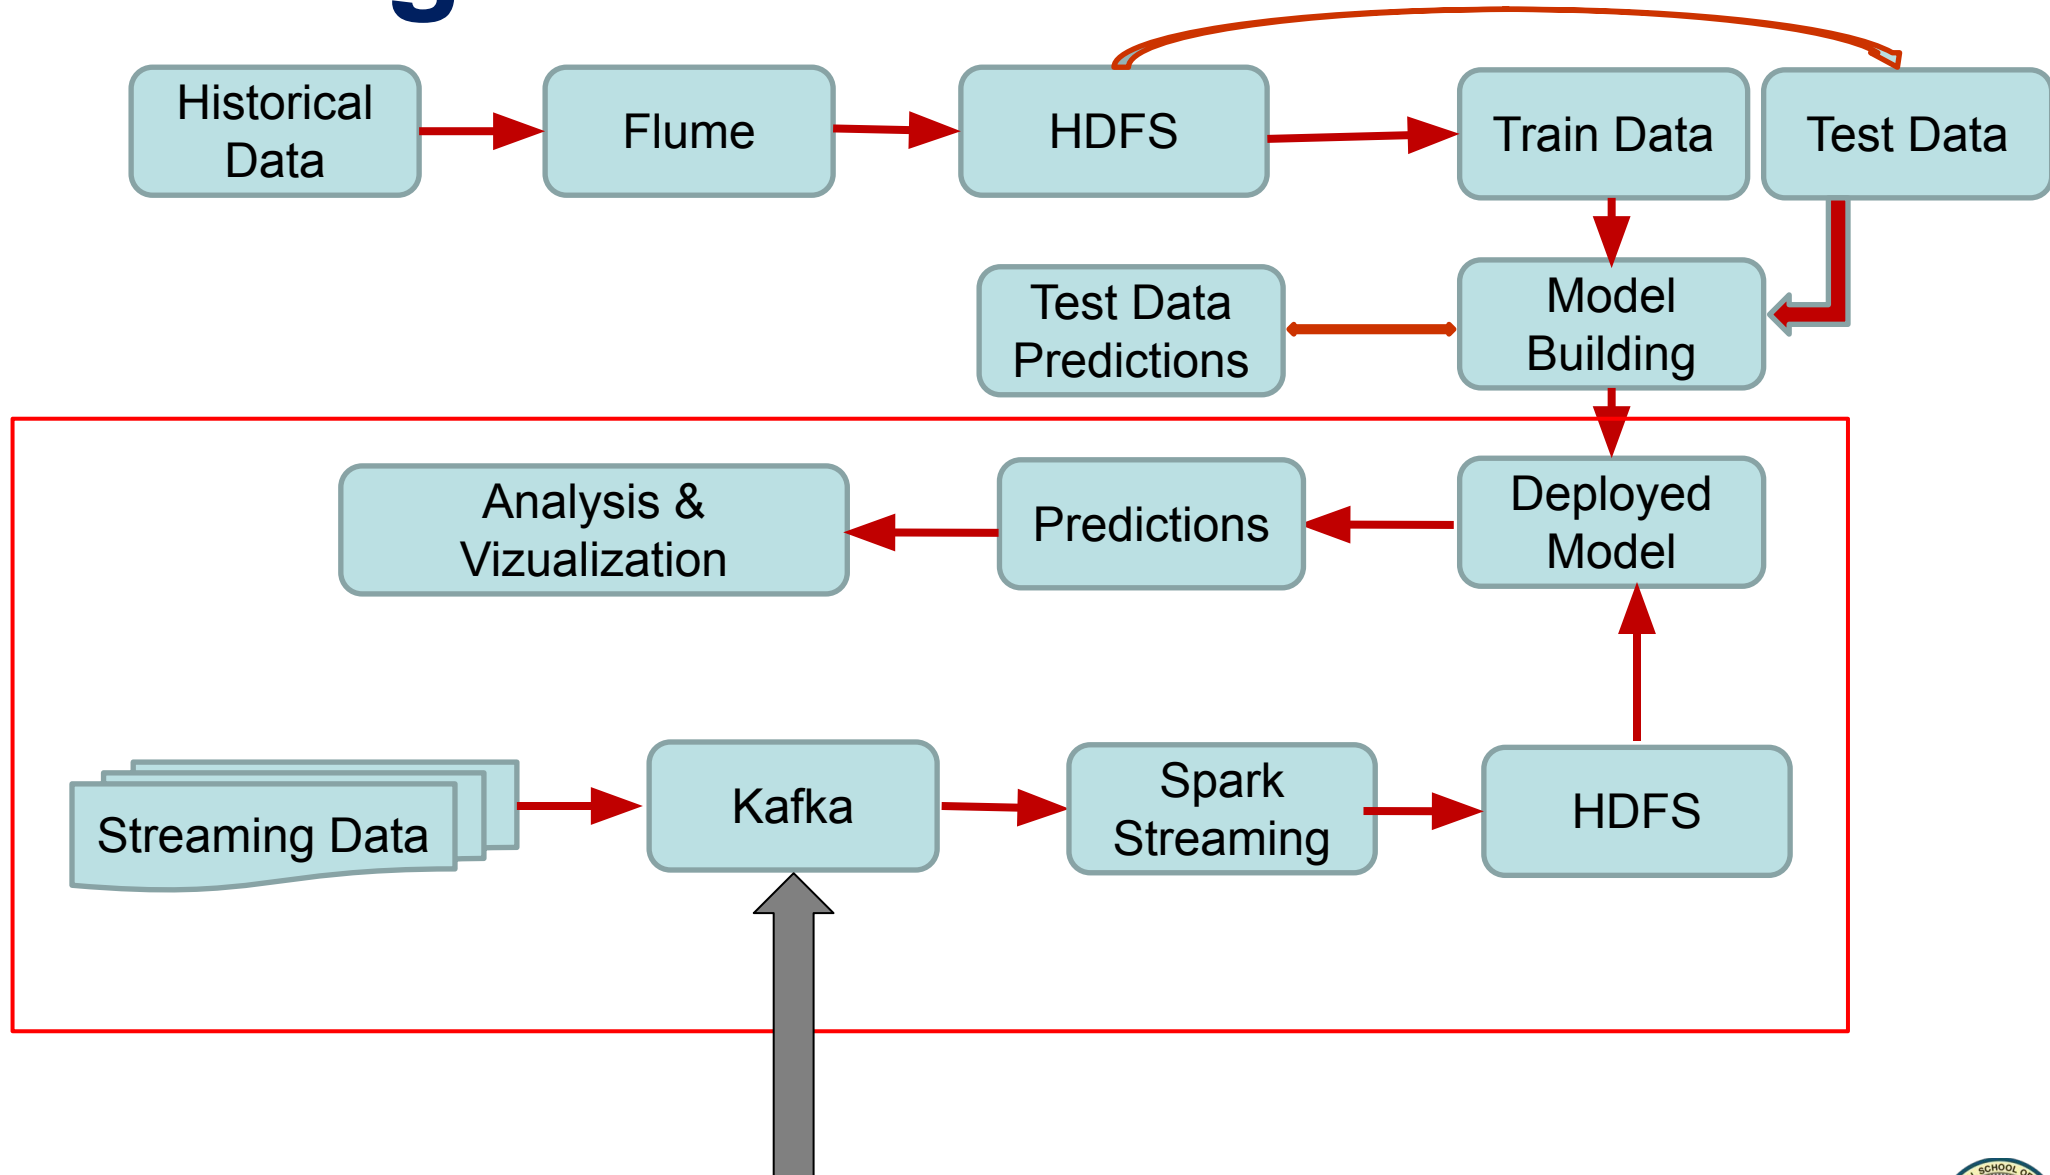 Historical
Data
Flume
HDFS
Train Data
Test Data
Test Data
Predictions
Model
Building
Analysis &
Vizualization
Predictions
Deployed
Model
Streaming Data
Kafka
Spark
Streaming
HDFS
SCHOOL